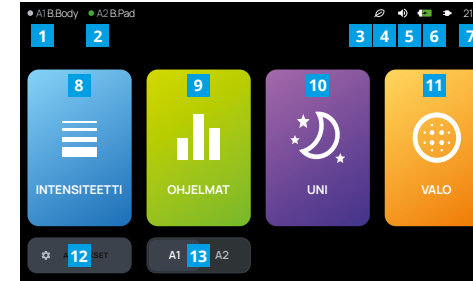 A1 B.Body A2 B.Pad 21
1 2 3 4 5 6 7
8 9 10 11
INTENSITEETTI OHJELMAT UNI VALO
12 A1 13 A2